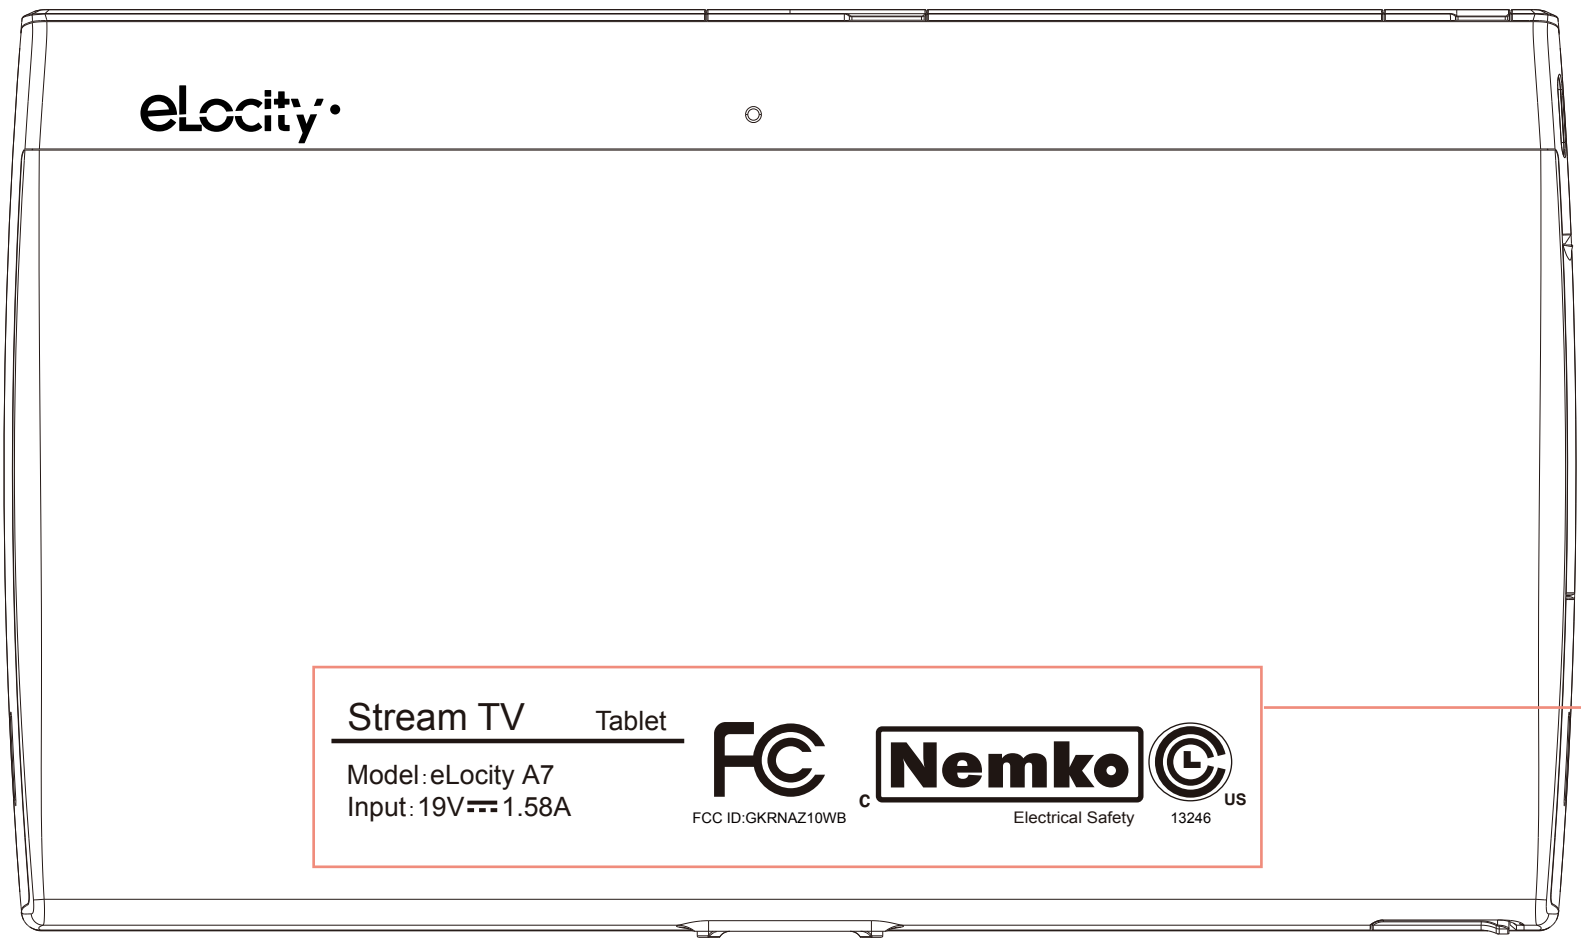 eLocity
Stream TV Tablet
Model:eLocity A7
Input:19V⎓1.58A
FC
FCC ID:GKRNAZ10WB
C Nemko CCL US
Electrical Safety 13246